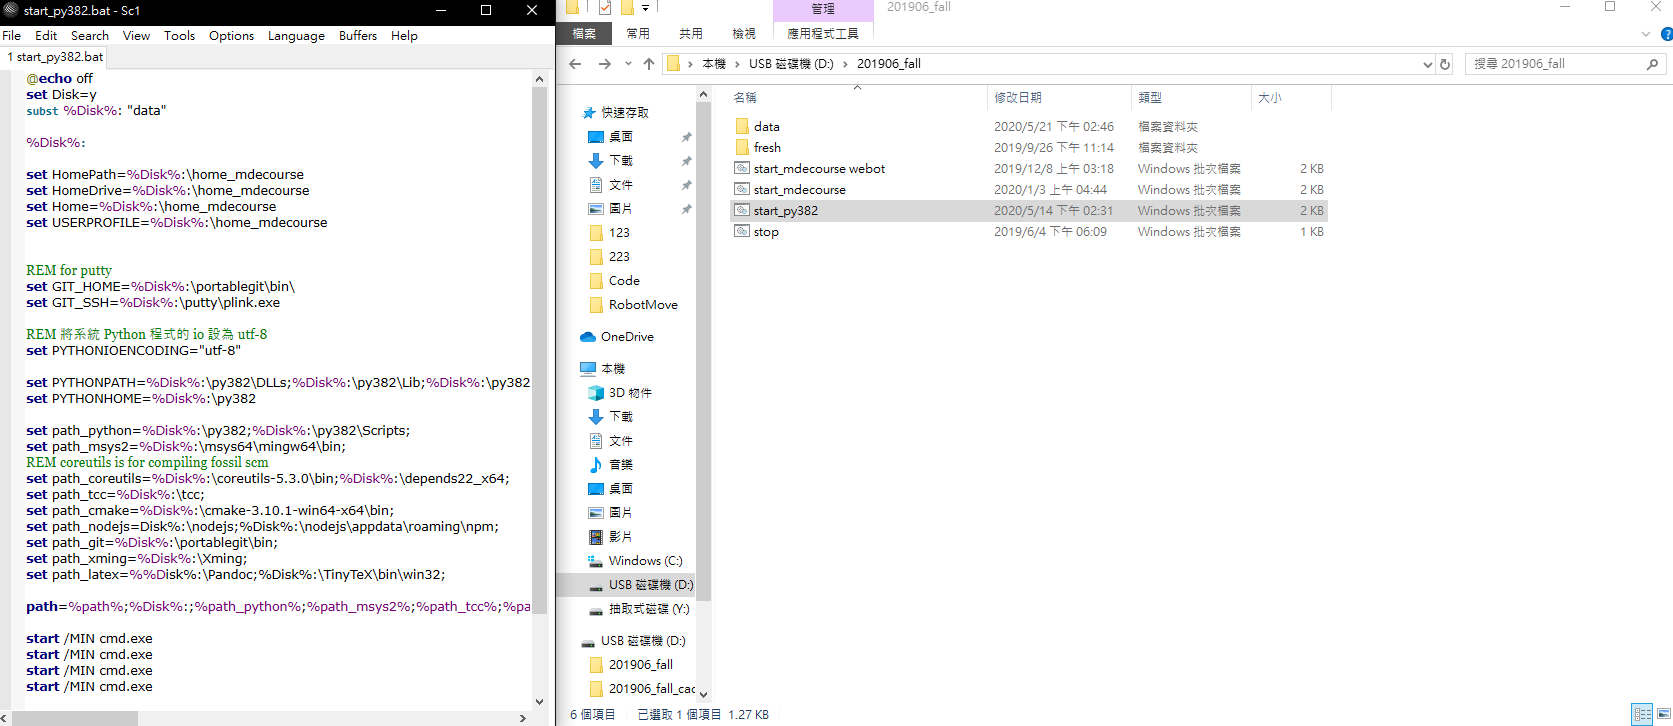 start_py382.bat - Sc1
File Edit Search View Tools Options Language Buffers Help
1 start_py382.bat
@echo off
set Disk=y
subst %Disk%: "data"
%Disk%:
set HomePath=%Disk%:\home_mdecourse
set HomeDrive=%Disk%:\home_mdecourse
set Home=%Disk%:\home_mdecourse
set USERPROFILE=%Disk%:\home_mdecourse
REM for putty
set GIT_HOME=%Disk%:\portablegit\bin\
set GIT_SSH=%Disk%:\putty\plink.exe
REM 將系統 Python 程式的 io 設為 utf-8
set PYTHONIOENCODING="utf-8"
set PYTHONPATH=%Disk%:\py382\DLLs;%Disk%:\py382\Lib;%Disk%:\py382
set PYTHONHOME=%Disk%:\py382
set path_python=%Disk%:\py382;%Disk%:\py382\Scripts;
set path_msys2=%Disk%:\msys64\mingw64\bin;
REM coreutils is for compiling fossil scm
set path_coreutils=%Disk%:\coreutils-5.3.0\bin;%Disk%:\depends22_x64;
set path_tcc=%Disk%:\tcc;
set path_cmake=%Disk%:\cmake-3.10.1-win64-x64\bin;
set path_nodejs=Disk%:\nodejs;%Disk%:\nodejs\appdata\roaming\npm;
set path_git=%Disk%:\portablegit\bin;
set path_xming=%Disk%:\Xming;
set path_latex=%%Disk%:\Pandoc;%Disk%:\TinyTeX\bin\win32;
path=%path%;%Disk%:;%path_python%;%path_msys2%;%path_tcc%;%pa
start /MIN cmd.exe
start /MIN cmd.exe
start /MIN cmd.exe
start /MIN cmd.exe
管理 201906_fall
檔案 常用 共用 檢視 應用程式工具
本機 USB 磁碟機 (D:) 201906_fall 搜尋 201906_fall
快速存取
桌面
下載
文件
圖片
123
223
Code
RobotMove
OneDrive
本機
3D 物件
下載
文件
音樂
桌面
圖片
影片
Windows (C:)
USB 磁碟機 (D:)
抽取式磁碟 (Y:)
USB 磁碟機 (D:)
201906_fall
201906_fall_cad
名稱 修改日期 類型 大小
data 2020/5/21 下午 02:46 檔案資料夾
fresh 2019/9/26 下午 11:14 檔案資料夾
start_mdecourse webot 2019/12/8 上午 03:18 Windows 批次檔案 2 KB
start_mdecourse 2020/1/3 上午 04:44 Windows 批次檔案 2 KB
start_py382 2020/5/14 下午 02:31 Windows 批次檔案 2 KB
stop 2019/6/4 下午 06:09 Windows 批次檔案 1 KB
6 個項目 已選取 1 個項目 1.27 KB